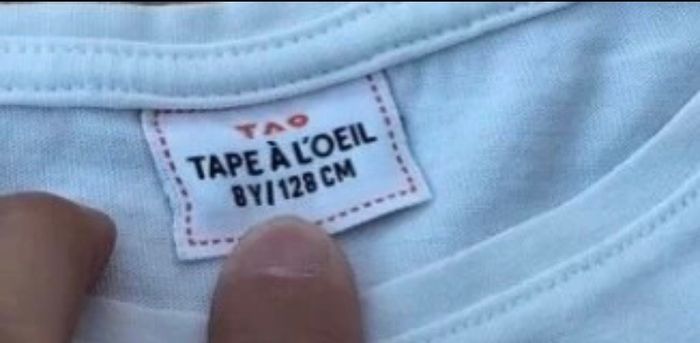 TAO
TAPE À L'OEIL
8Y/128 CM